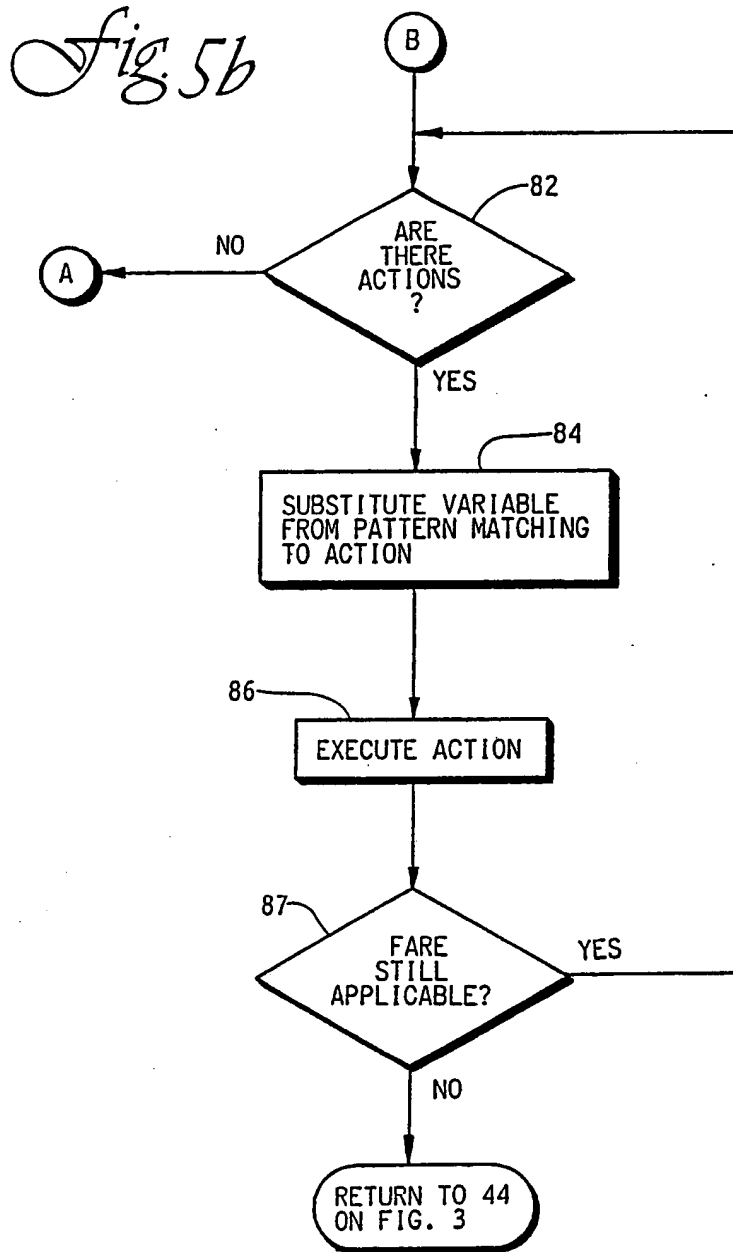 Fig. 5b
B
82
ARE
THERE
ACTIONS
?
NO
A
YES
84
SUBSTITUTE VARIABLE
FROM PATTERN MATCHING
TO ACTION
86
EXECUTE ACTION
87
FARE
STILL
APPLICABLE?
YES
NO
RETURN TO 44
ON FIG. 3